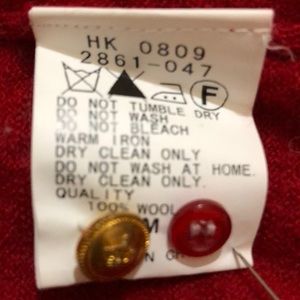 HK 0809
2861-047
F
DO NOT TUMBLE DRY
DO NOT WASH
DO NOT BLEACH
WARM IRON
DRY CLEAN ONLY
DO NOT WASH AT HOME.
DRY CLEAN ONLY.
QUALITY
100% WOOL
M